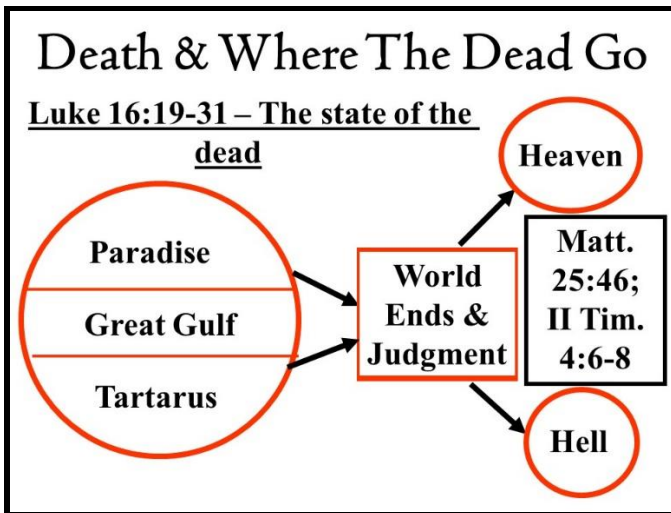 Death & Where The Dead Go
Luke 16:19-31 – The state of the
dead
Paradise
Great Gulf
Tartarus
World
Ends &
Judgment
Heaven
Matt.
25:46;
II Tim.
4:6-8
Hell